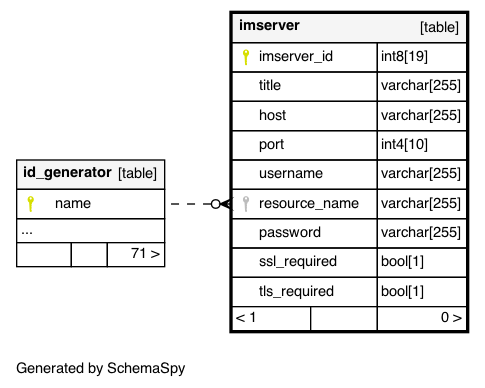 imserver [table]
imserver_id int8[19]
title varchar[255]
host varchar[255]
port int4[10]
username varchar[255]
resource_name varchar[255]
password varchar[255]
ssl_required bool[1]
tls_required bool[1]
< 1 0 >
id_generator [table]
name
...
71 >
Generated by SchemaSpy